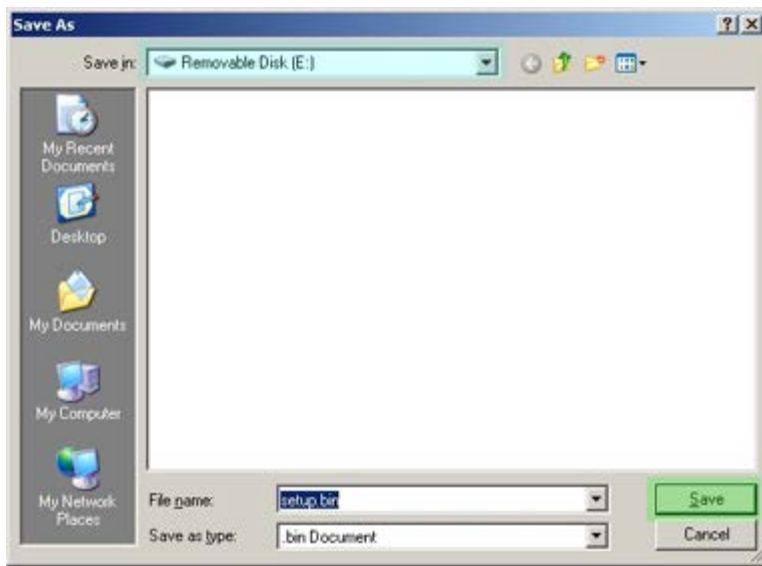 Save As
Save in:
Removable Disk (E:)
My Recent
Documents
Desktop
My Documents
My Computer
My Network
Places
File name:
setup.bin
Save
Save as type:
.bin Document
Cancel